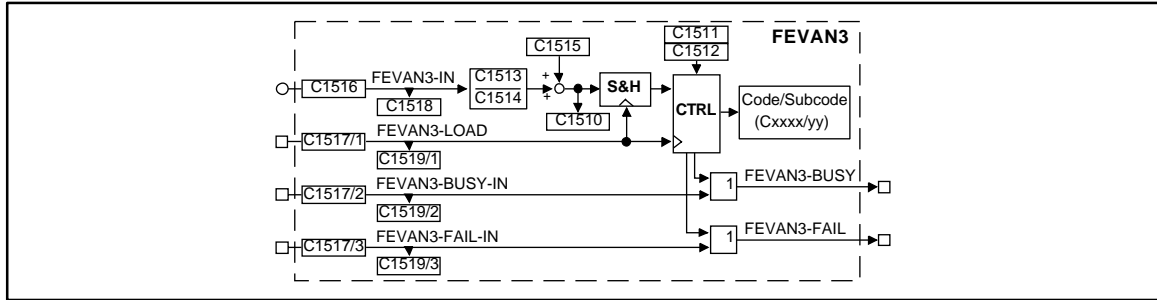 FEVAN3
C1511
C1512
C1515
C1516
FEVAN3-IN
C1518
C1513
C1514
+
+
C1510
S&H
CTRL
Code/Subcode
(Cxxxx/yy)
C1517/1
FEVAN3-LOAD
C1519/1
C1517/2
FEVAN3-BUSY-IN
C1519/2
1
FEVAN3-BUSY
C1517/3
FEVAN3-FAIL-IN
C1519/3
1
FEVAN3-FAIL